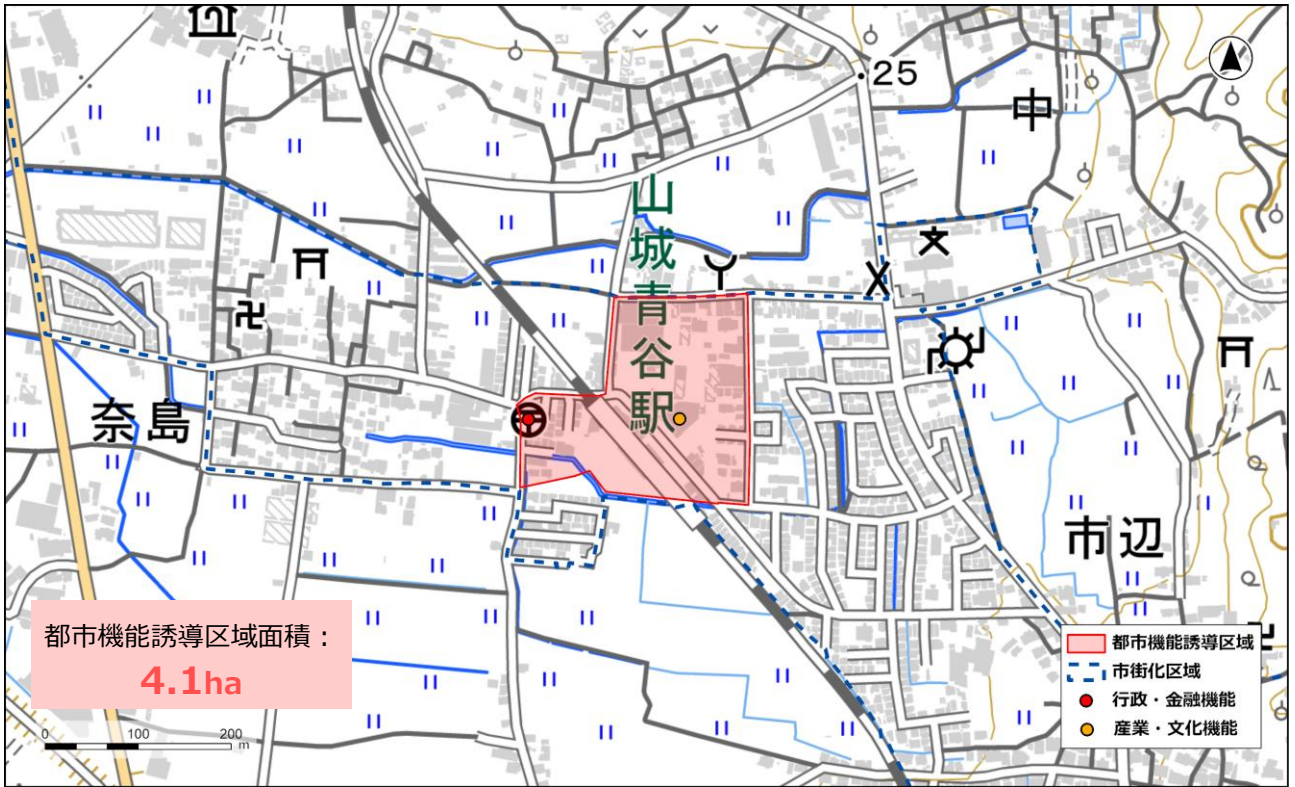 25
中
山城青谷駅
奈島
市辺
都市機能誘導区域面積：
4.1ha
0 100 200
m
都市機能誘導区域
市街化区域
行政・金融機能
産業・文化機能